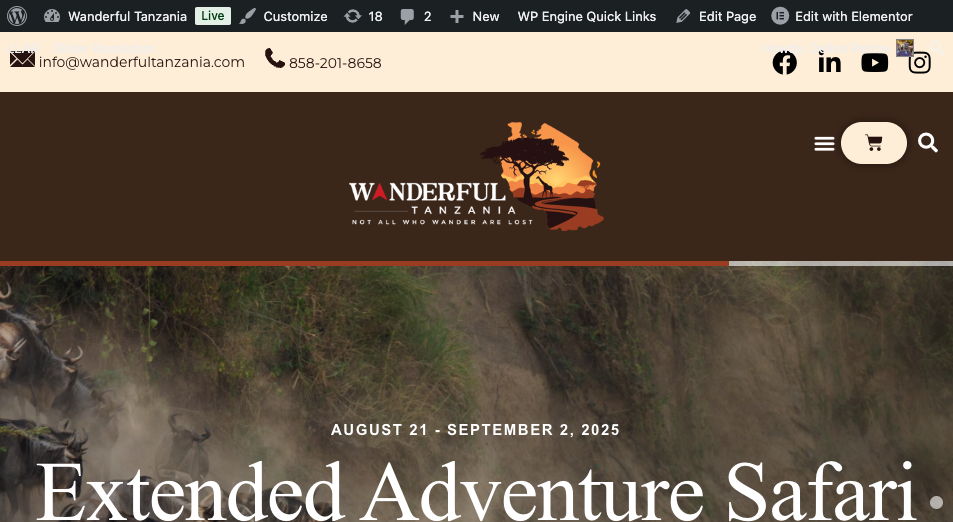 Wanderful Tanzania Live Customize 18 2 New WP Engine Quick Links Edit Page Edit with Elementor
info@wanderfultanzania.com 858-201-8658
WANDERFUL
TANZANIA
NOT ALL WHO WANDER ARE LOST
AUGUST 21 - SEPTEMBER 2, 2025
Extended Adventure Safari